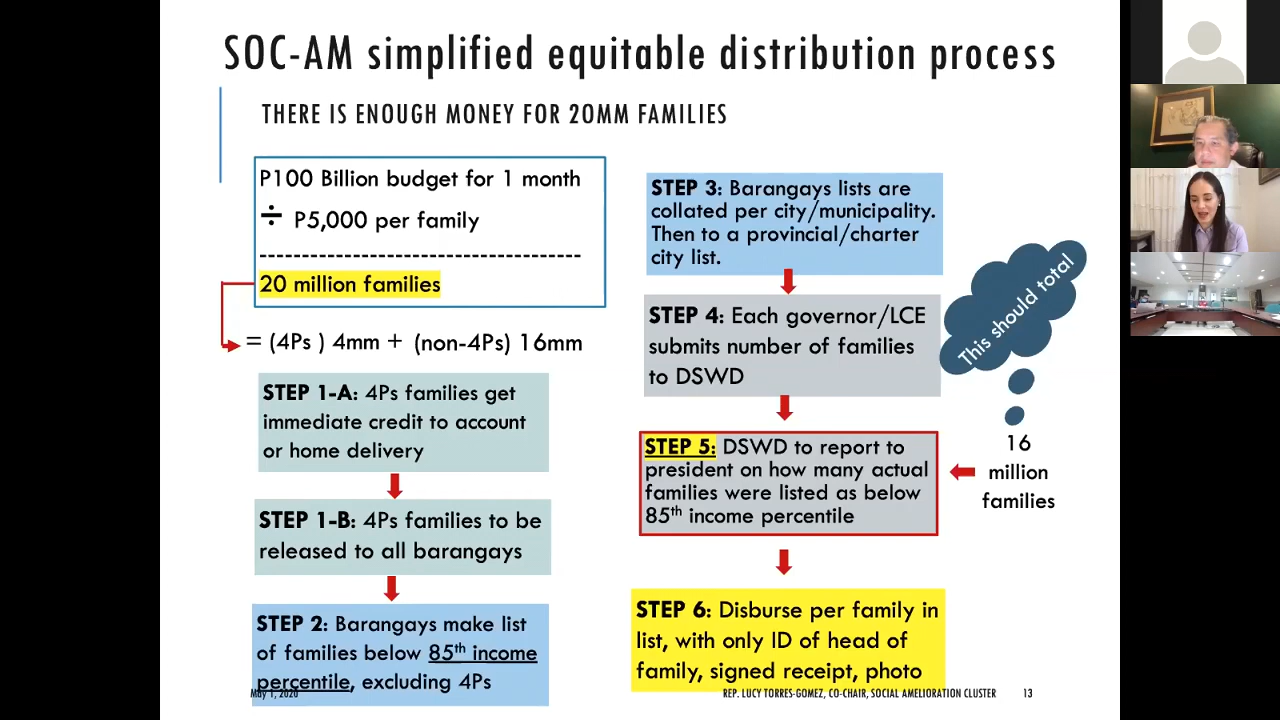 SOC-AM simplified equitable distribution process
THERE IS ENOUGH MONEY FOR 20MM FAMILIES
P100 Billion budget for 1 month
÷ P5,000 per family
------------------------------------
20 million families
= (4Ps ) 4mm + (non-4Ps) 16mm
STEP 1-A: 4Ps families get
immediate credit to account
or home delivery
STEP 1-B: 4Ps families to be
released to all barangays
STEP 2: Barangays make list
of families below 85th income
percentile, excluding 4Ps
STEP 3: Barangays lists are
collated per city/municipality.
Then to a provincial/charter
city list.
STEP 4: Each governor/LCE
submits number of families
to DSWD
This should total
16
million
families
STEP 5: DSWD to report to
president on how many actual
families were listed as below
85th income percentile
STEP 6: Disburse per family in
list, with only ID of head of
family, signed receipt, photo
May 1, 2020
REP. LUCY TORRES-GOMEZ, CO-CHAIR, SOCIAL AMELIORATION CLUSTER
13